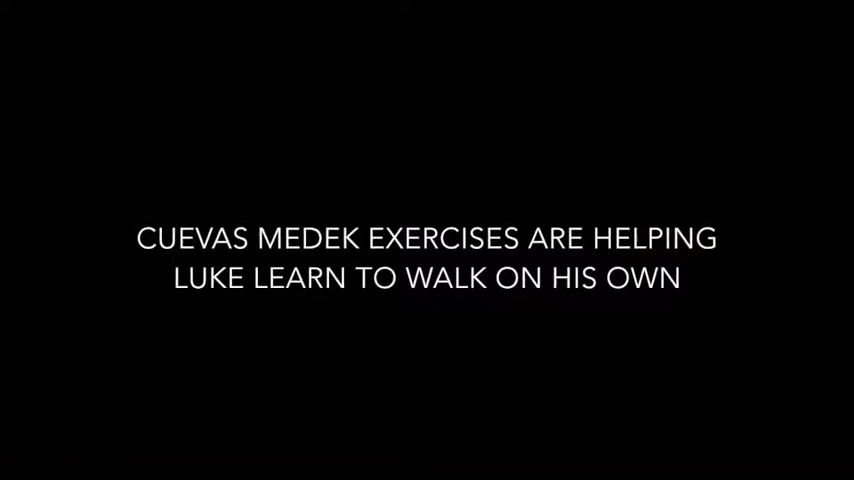 CUEVAS MEDEK EXERCISES ARE HELPING
LUKE LEARN TO WALK ON HIS OWN